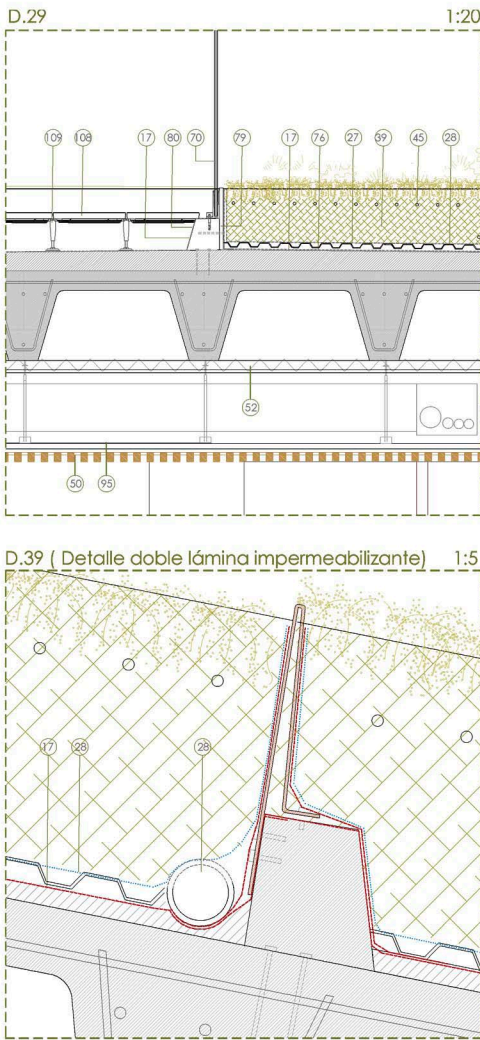 D.29 1:20
109 108 17 80 70 79 17 76 27 39 45 28
52
50 95
D.39 ( Detalle doble lámina impermeabilizante) 1:5
17 28 28